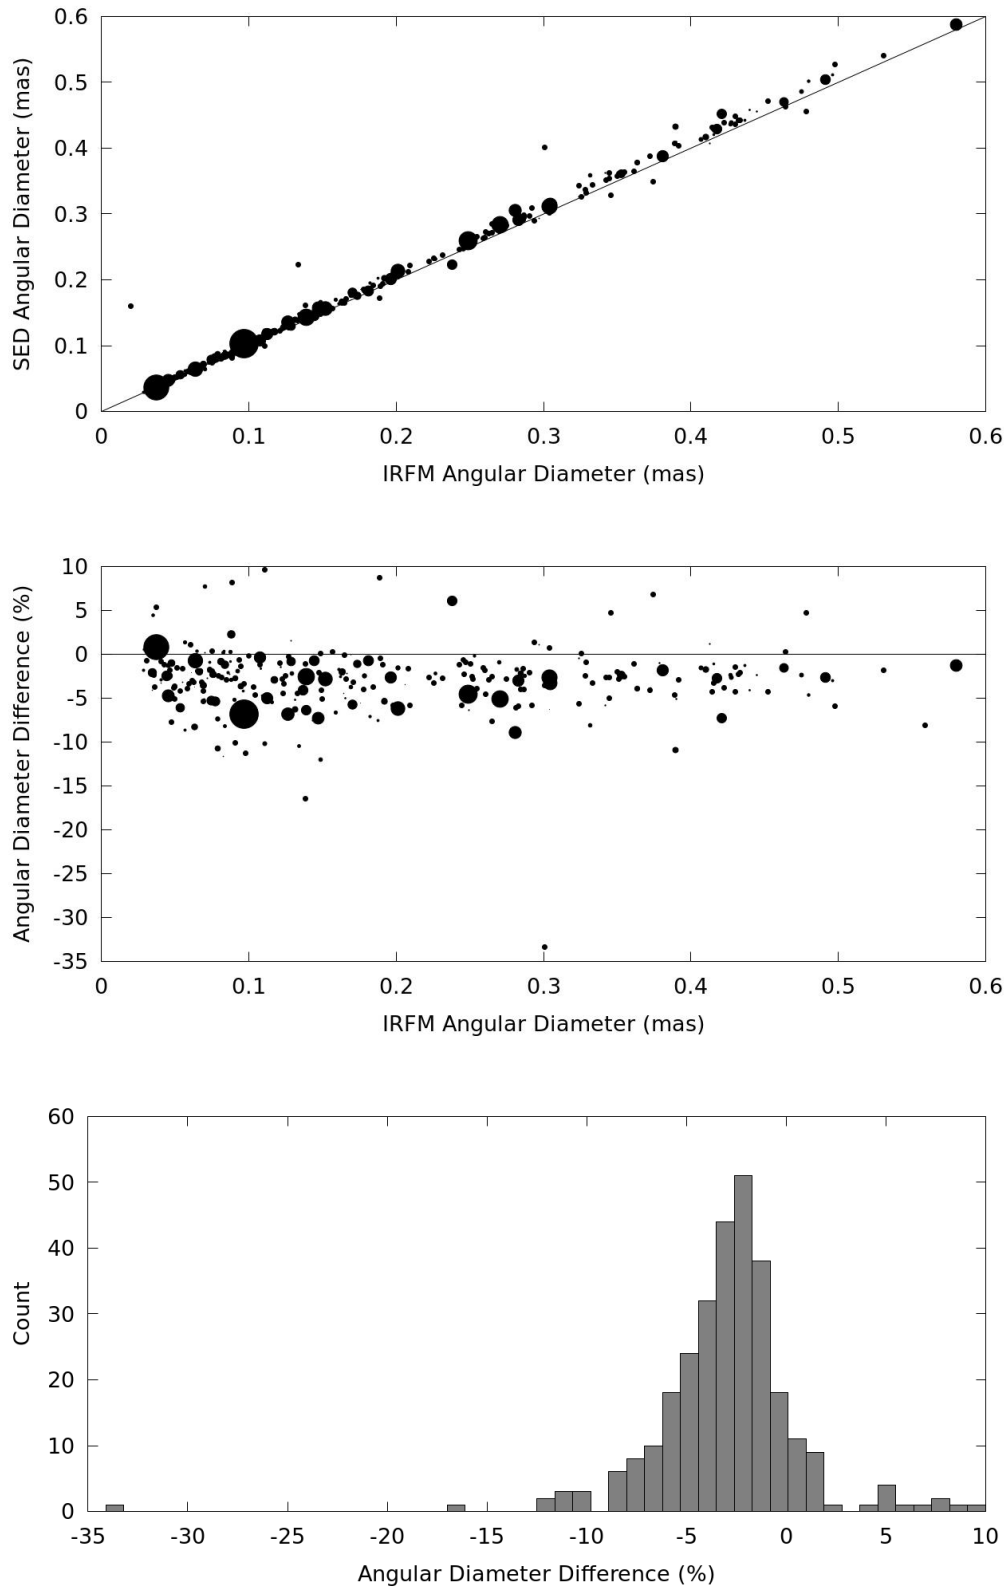 SED Angular Diameter (mas)
0.6
0.5
0.4
0.3
0.2
0.1
0
0 0.1 0.2 0.3 0.4 0.5 0.6
IRFM Angular Diameter (mas)
Angular Diameter Difference (%)
10
5
0
-5
-10
-15
-20
-25
-30
-35
0 0.1 0.2 0.3 0.4 0.5 0.6
IRFM Angular Diameter (mas)
Count
60
50
40
30
20
10
0
-35 -30 -25 -20 -15 -10 -5 0 5 10
Angular Diameter Difference (%)